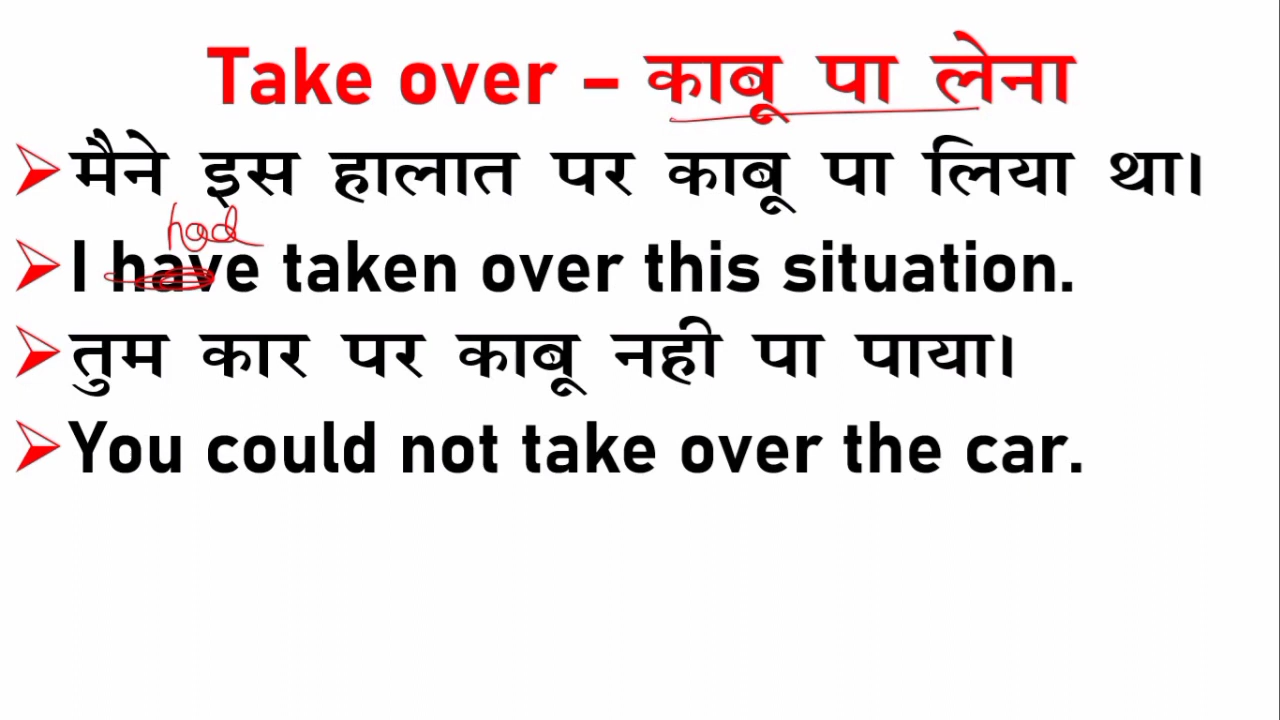 Take over – काबू पा लेना
मैने इस हालात पर काबू पा लिया था।
had
I have taken over this situation.
तुम कार पर काबू नही पा पाया।
You could not take over the car.